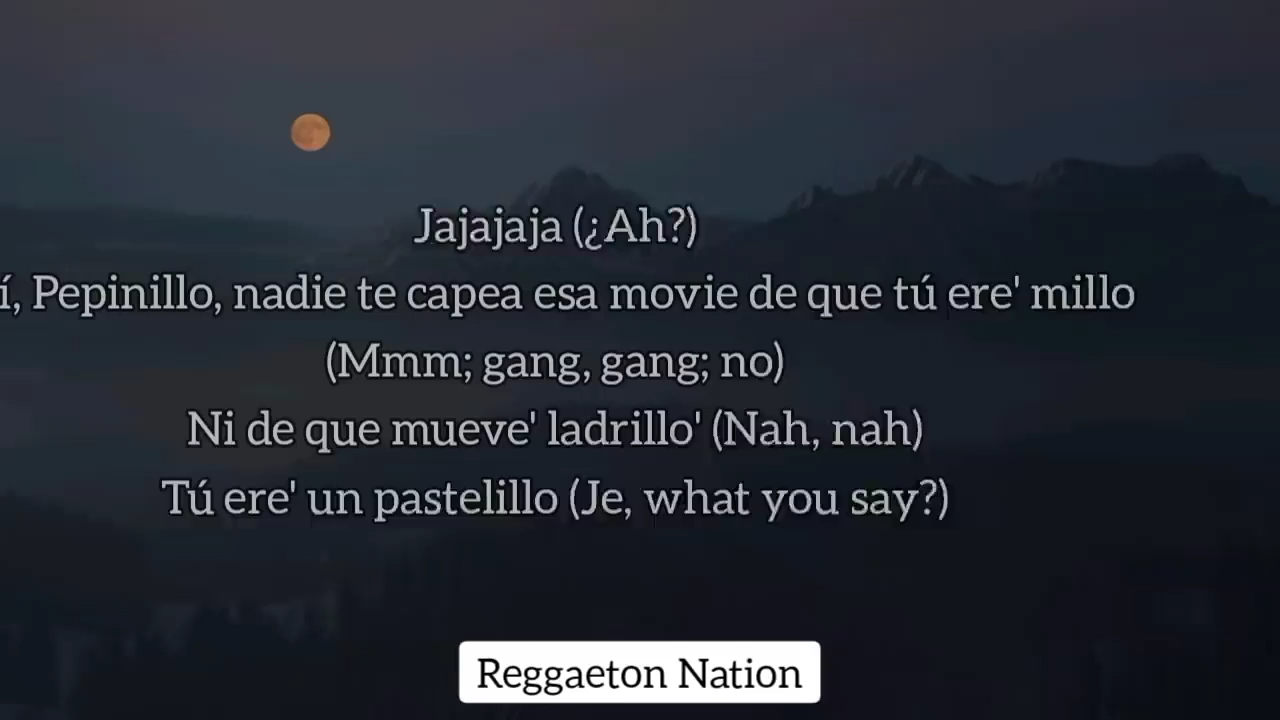 Jajajaja (¿Ah?)
í, Pepinillo, nadie te capea esa movie de que tú ere' millo
(Mmm; gang, gang; no)
Ni de que mueve' ladrillo' (Nah, nah)
Tú ere' un pastelillo (Je, what you say?)
Reggaeton Nation